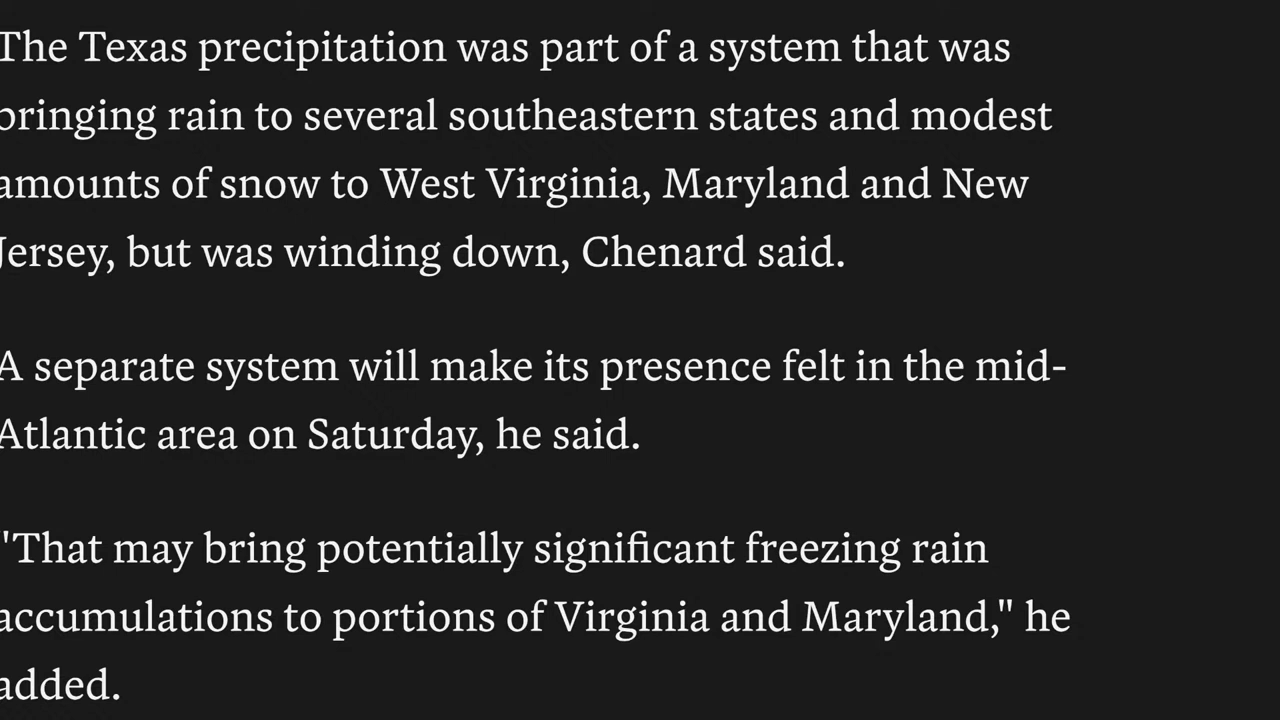 The Texas precipitation was part of a system that was
bringing rain to several southeastern states and modest
amounts of snow to West Virginia, Maryland and New
Jersey, but was winding down, Chenard said.
A separate system will make its presence felt in the mid-
Atlantic area on Saturday, he said.
"That may bring potentially significant freezing rain
accumulations to portions of Virginia and Maryland," he
added.